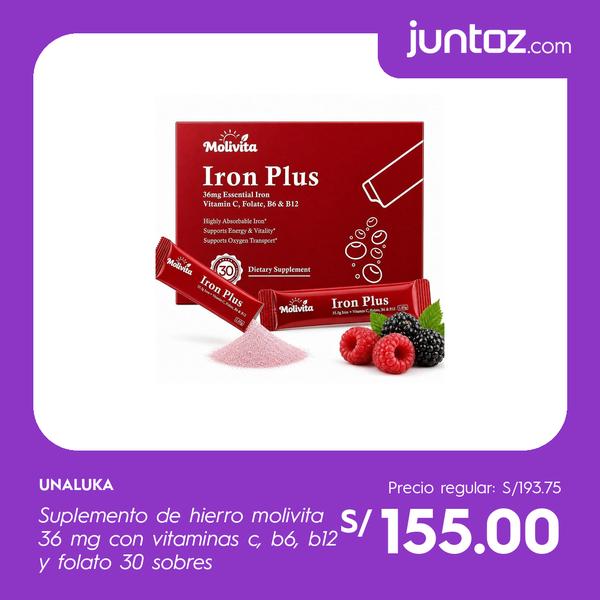 juntoz.com
Molivita
Iron Plus
36mg Essential Iron
Vitamin C, Folate, B6 & B12
Highly Absorbable Iron*
Supports Energy & Vitality*
Supports Oxygen Transport*
30
Dietary Supplement
Molivita
Iron Plus
Molivita
Iron Plus
UNALUKA
Suplemento de hierro molivita
36 mg con vitaminas c, b6, b12
y folato 30 sobres
Precio regular: S/193.75
S/155.00